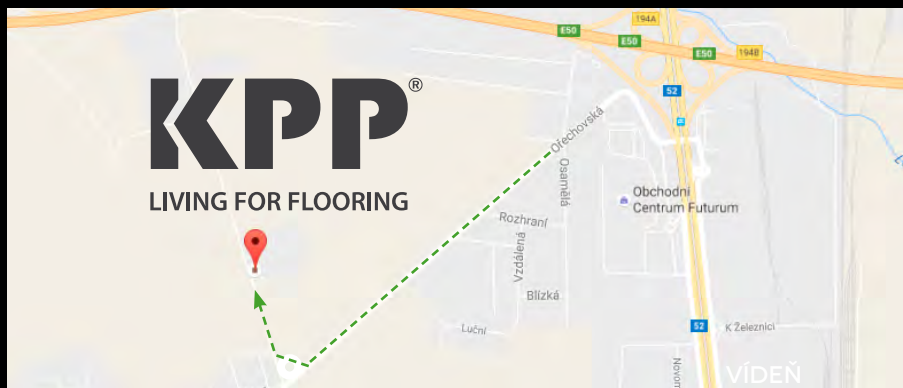 194A
E50
E50
E50
194B
KPP®
LIVING FOR FLOORING
52
Ořechovská
Osamělá
Obchodní
Centrum Futurum
Rozhraní
Vzdálená
Blízká
Luční
52
K Železnici
VÍDEŇ